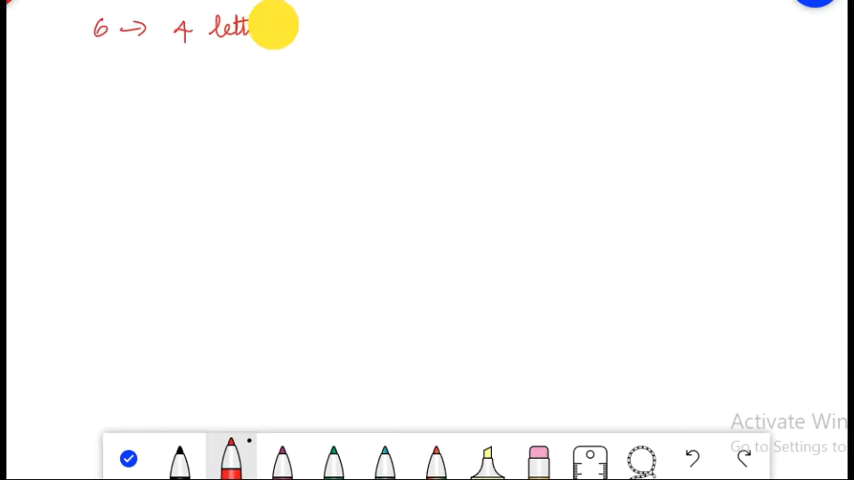 6 → 4 lett
Activate Win
Go to Settings to